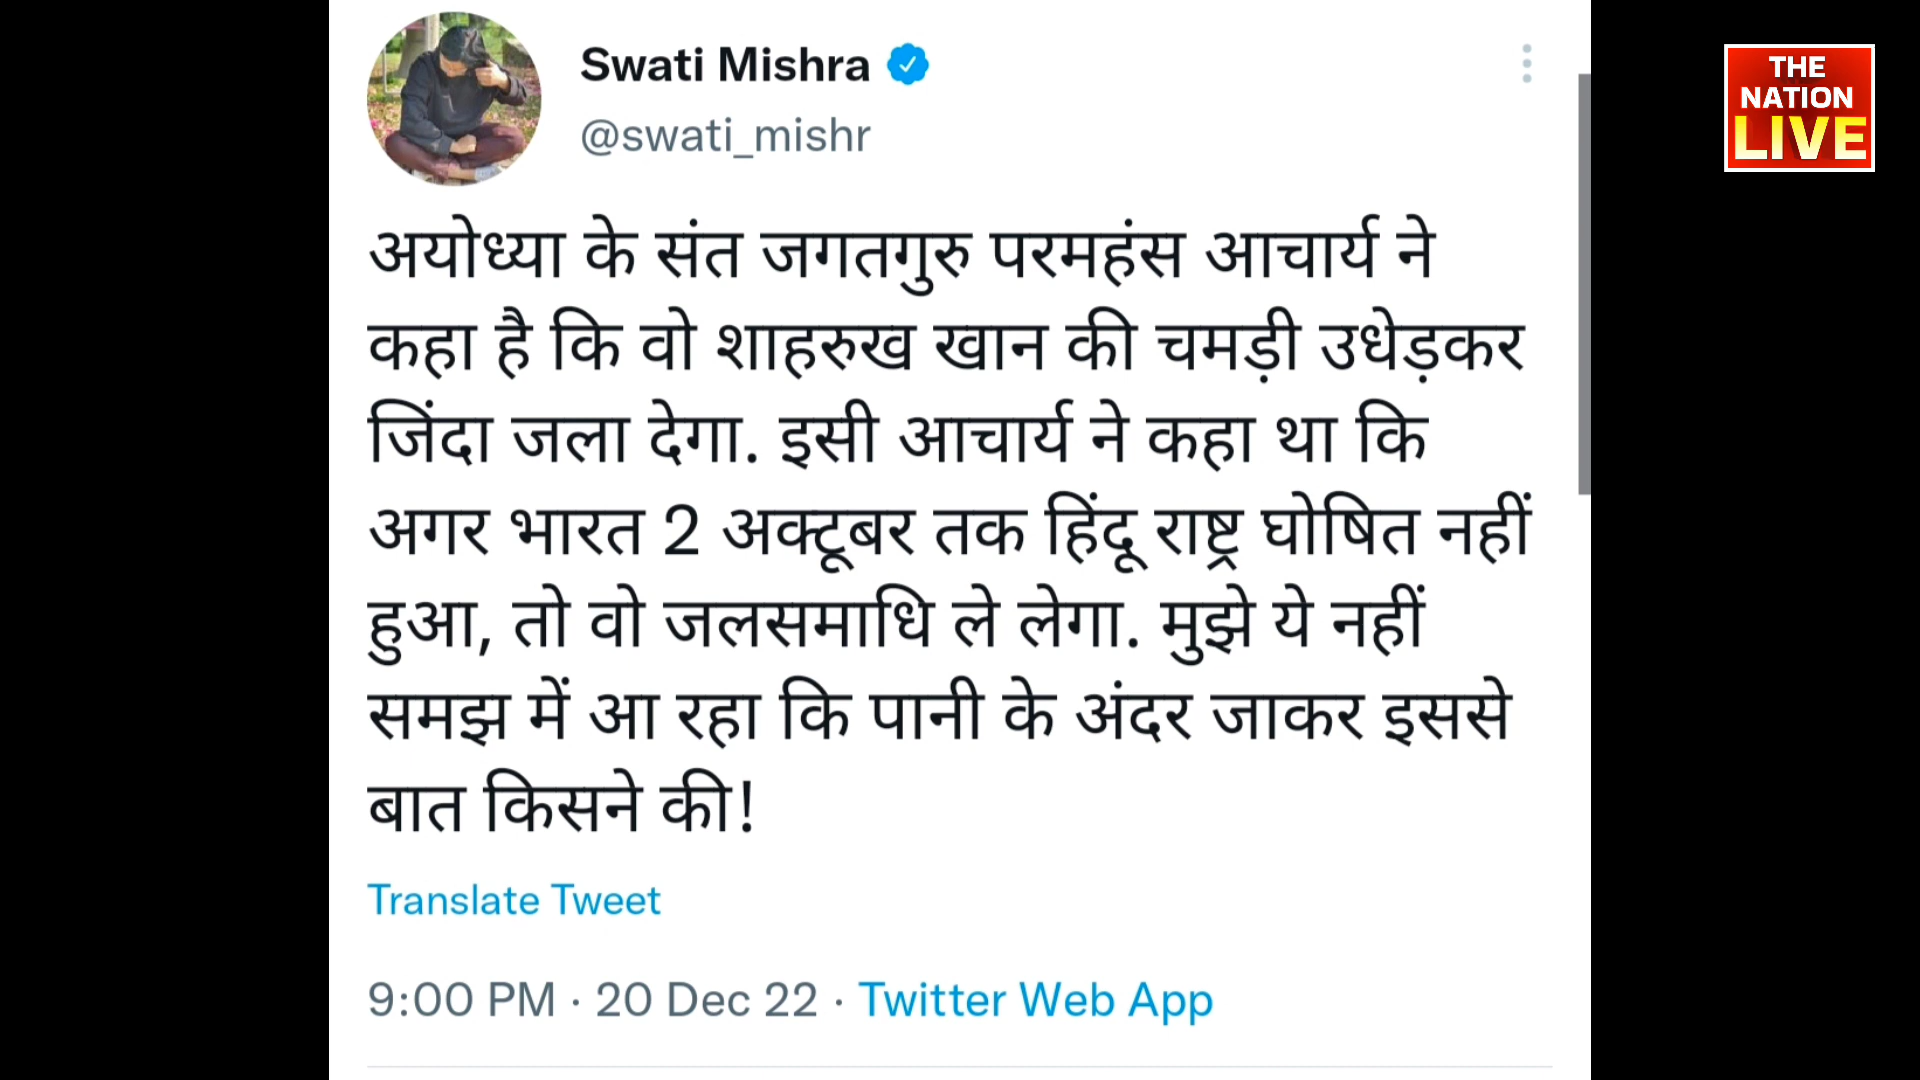 Swati Mishra
@swati_mishr
THE
NATION
LIVE
अयोध्या के संत जगतगुरु परमहंस आचार्य ने
कहा है कि वो शाहरुख खान की चमड़ी उधेड़कर
जिंदा जला देगा. इसी आचार्य ने कहा था कि
अगर भारत 2 अक्टूबर तक हिंदू राष्ट्र घोषित नहीं
हुआ, तो वो जलसमाधि ले लेगा. मुझे ये नहीं
समझ में आ रहा कि पानी के अंदर जाकर इससे
बात किसने की!
Translate Tweet
9:00 PM · 20 Dec 22 · Twitter Web App